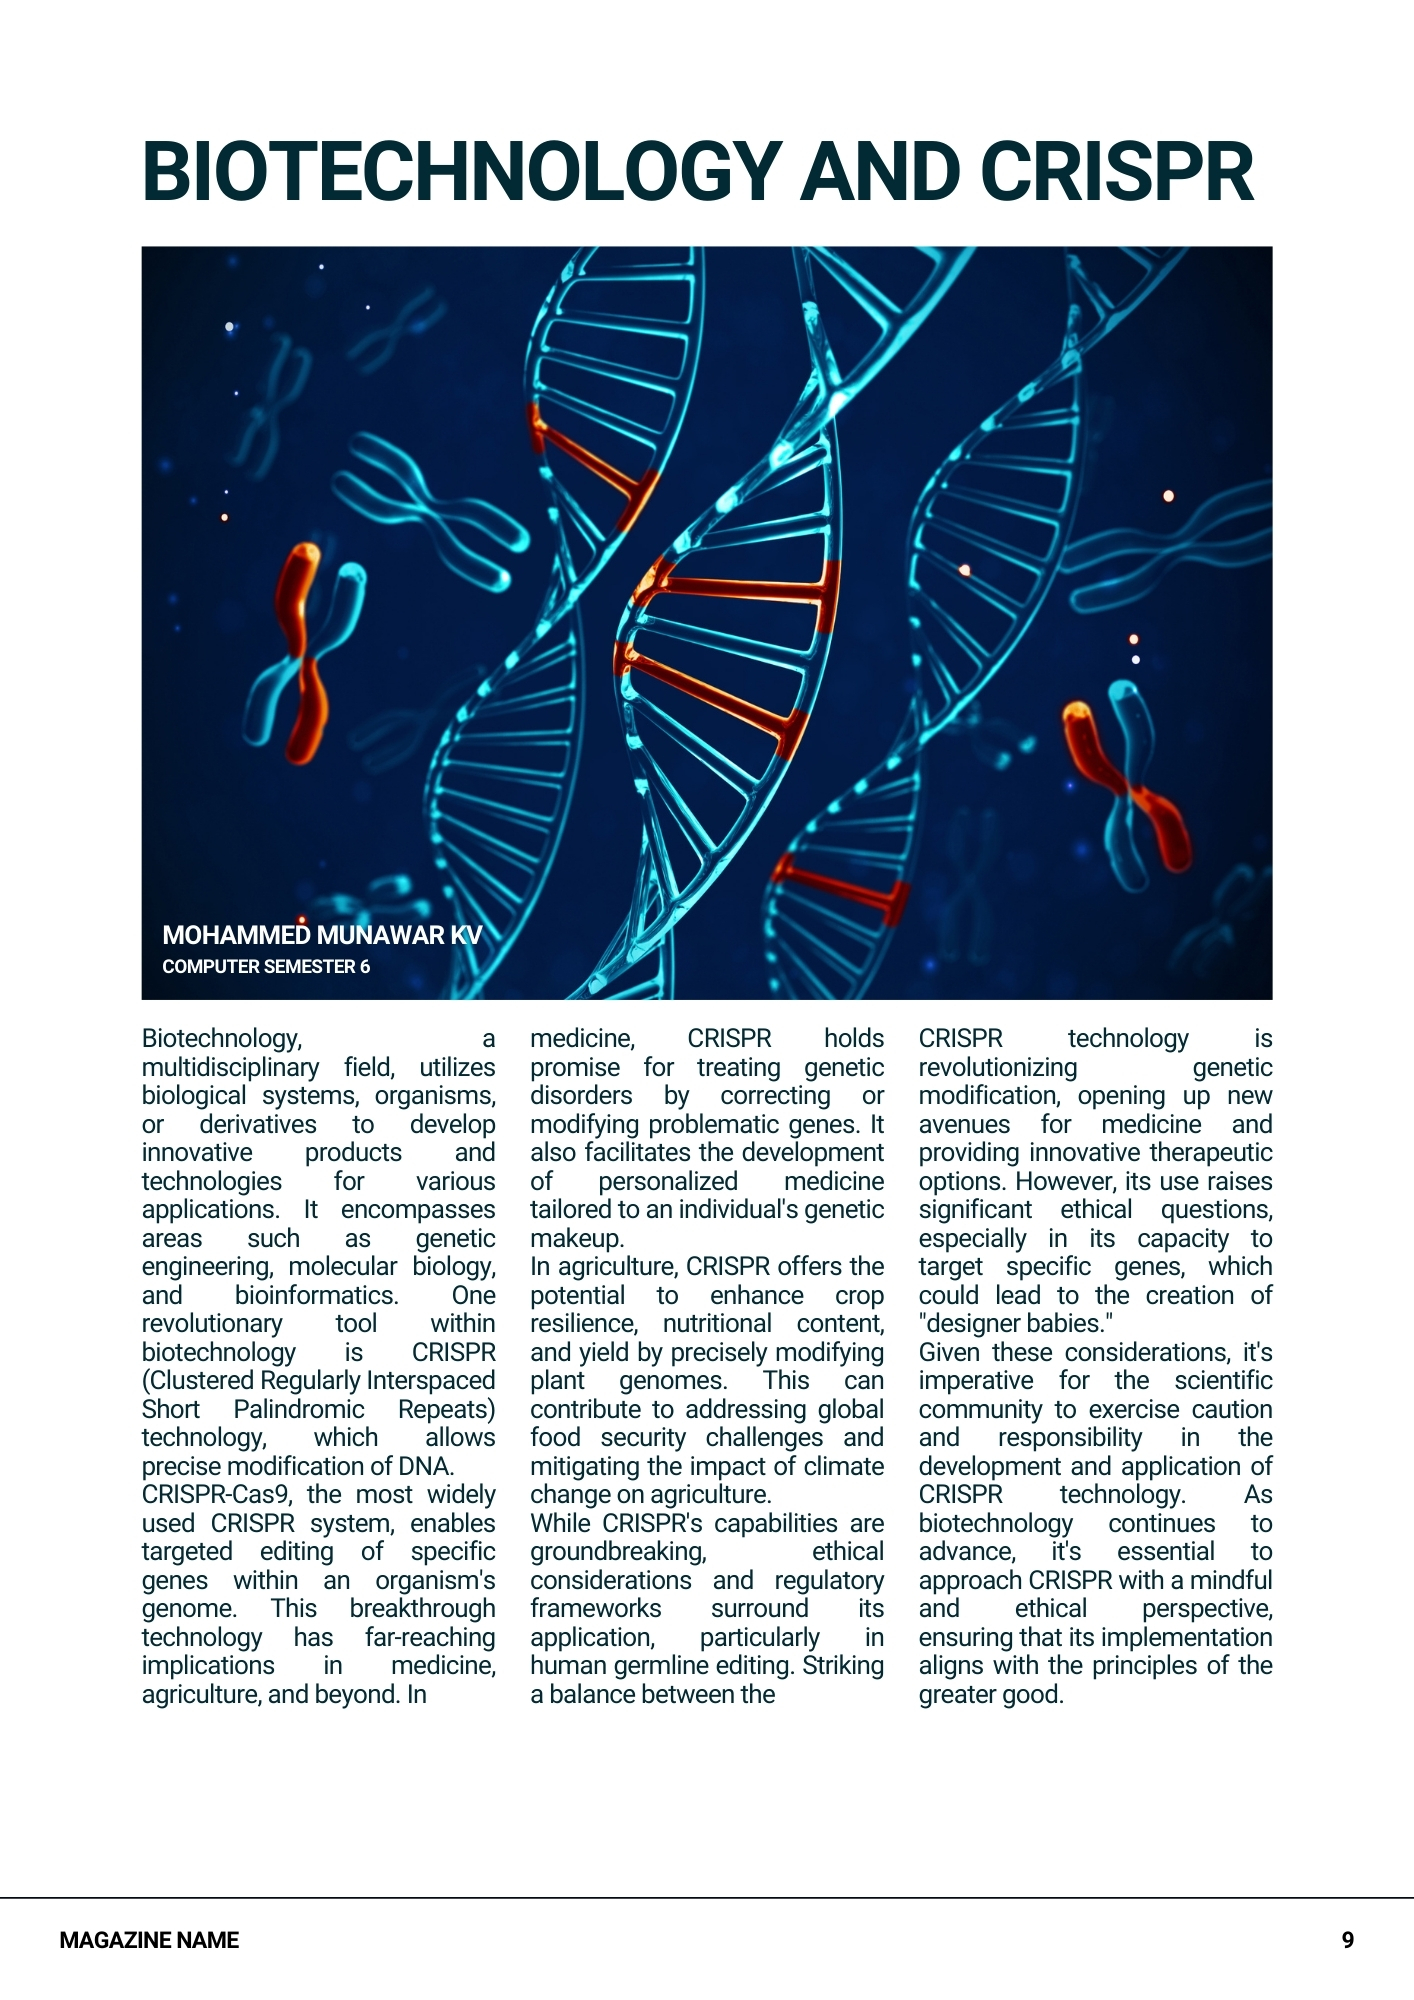 BIOTECHNOLOGY AND CRISPR
MOHAMMED MUNAWAR KV
COMPUTER SEMESTER 6
Biotechnology, a
multidisciplinary field, utilizes
biological systems, organisms,
or derivatives to develop
innovative products and
technologies for various
applications. It encompasses
areas such as genetic
engineering, molecular biology,
and bioinformatics. One
revolutionary tool within
biotechnology is CRISPR
(Clustered Regularly Interspaced
Short Palindromic Repeats)
technology, which allows
precise modification of DNA.
CRISPR-Cas9, the most widely
used CRISPR system, enables
targeted editing of specific
genes within an organism's
genome. This breakthrough
technology has far-reaching
implications in medicine,
agriculture, and beyond. In
medicine, CRISPR holds
promise for treating genetic
disorders by correcting or
modifying problematic genes. It
also facilitates the development
of personalized medicine
tailored to an individual's genetic
makeup.
In agriculture, CRISPR offers the
potential to enhance crop
resilience, nutritional content,
and yield by precisely modifying
plant genomes. This can
contribute to addressing global
food security challenges and
mitigating the impact of climate
change on agriculture.
While CRISPR's capabilities are
groundbreaking, ethical
considerations and regulatory
frameworks surround its
application, particularly in
human germline editing. Striking
a balance between the
CRISPR technology is
revolutionizing genetic
modification, opening up new
avenues for medicine and
providing innovative therapeutic
options. However, its use raises
significant ethical questions,
especially in its capacity to
target specific genes, which
could lead to the creation of
"designer babies."
Given these considerations, it's
imperative for the scientific
community to exercise caution
and responsibility in the
development and application of
CRISPR technology. As
biotechnology continues to
advance, it's essential to
approach CRISPR with a mindful
and ethical perspective,
ensuring that its implementation
aligns with the principles of the
greater good.
MAGAZINE NAME
9